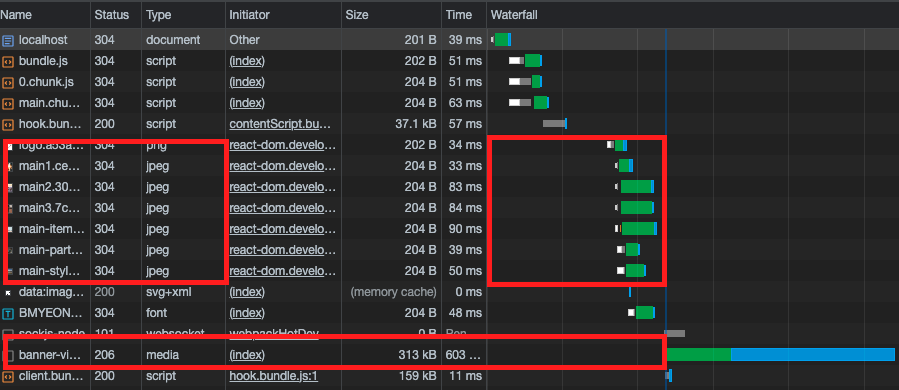 Name Status Type Initiator Size Time Waterfall
localhost 304 document Other 201 B 39 ms
bundle.js 304 script (index) 202 B 51 ms
0.chunk.js 304 script (index) 204 B 51 ms
main.chu... 304 script (index) 204 B 63 ms
hook.bun... 200 script contentScript.bu... 37.1 kB 57 ms
logo.a53a... 304 png react-dom.develo... 202 B 34 ms
main1.ce... 304 jpeg react-dom.develo... 204 B 33 ms
main2.30... 304 jpeg react-dom.develo... 204 B 83 ms
main3.7c... 304 jpeg react-dom.develo... 204 B 84 ms
main-item... 304 jpeg react-dom.develo... 204 B 90 ms
main-part... 304 jpeg react-dom.develo... 204 B 39 ms
main-styl... 304 jpeg react-dom.develo... 204 B 50 ms
data:imag... 200 svg+xml (index) (memory cache) 0 ms
BMYEON... 304 font (index) 204 B 48 ms
sockjs-node 101 websocket webpackHotDev... 0 B
banner-vi... 206 media (index) 313 kB 603 ...
client.bun... 200 script hook.bundle.js:1 159 kB 11 ms